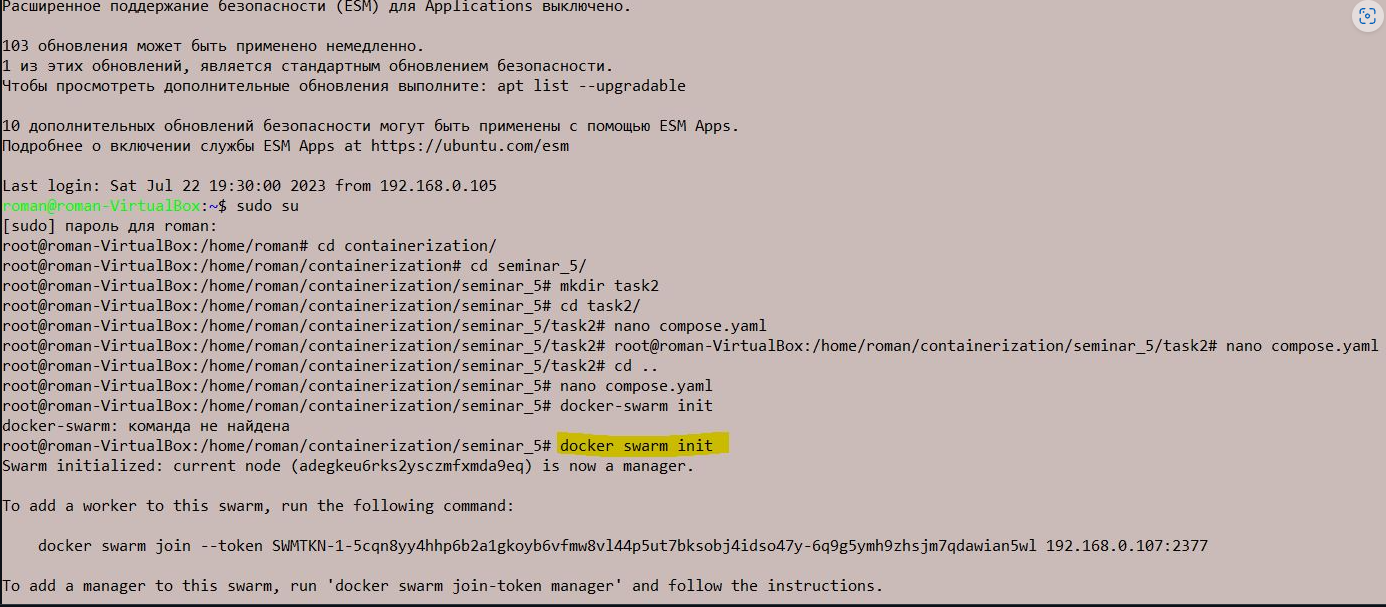 Расширенное поддержание безопасности (ESM) для Applications выключено.
103 обновления может быть применено немедленно.
1 из этих обновлений, является стандартным обновлением безопасности.
Чтобы просмотреть дополнительные обновления выполните: apt list --upgradable
10 дополнительных обновлений безопасности могут быть применены с помощью ESM Apps.
Подробнее о включении службы ESM Apps at https://ubuntu.com/esm
Last login: Sat Jul 22 19:30:00 2023 from 192.168.0.105
roman@roman-VirtualBox:~$ sudo su
[sudo] пароль для roman:
root@roman-VirtualBox:/home/roman# cd containerization/
root@roman-VirtualBox:/home/roman/containerization# cd seminar_5/
root@roman-VirtualBox:/home/roman/containerization/seminar_5# mkdir task2
root@roman-VirtualBox:/home/roman/containerization/seminar_5# cd task2/
root@roman-VirtualBox:/home/roman/containerization/seminar_5/task2# nano compose.yaml
root@roman-VirtualBox:/home/roman/containerization/seminar_5/task2# root@roman-VirtualBox:/home/roman/containerization/seminar_5/task2# nano compose.yaml
root@roman-VirtualBox:/home/roman/containerization/seminar_5/task2# cd ..
root@roman-VirtualBox:/home/roman/containerization/seminar_5# nano compose.yaml
root@roman-VirtualBox:/home/roman/containerization/seminar_5# docker-swarm init
docker-swarm: команда не найдена
root@roman-VirtualBox:/home/roman/containerization/seminar_5# docker swarm init
Swarm initialized: current node (adegkeu6rks2ysczmfxmda9eq) is now a manager.
To add a worker to this swarm, run the following command:
docker swarm join --token SWMTKN-1-5cqn8yy4hhp6b2a1gkoyb6vfmw8vl44p5ut7bksobj4idso47y-6q9g5ymh9zhsjm7qdawian5wl 192.168.0.107:2377
To add a manager to this swarm, run 'docker swarm join-token manager' and follow the instructions.